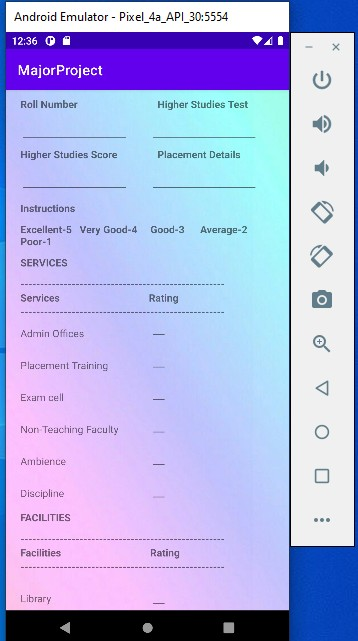 Android Emulator - Pixel_4a_API_30:5554
12:36
MajorProject
Roll Number Higher Studies Test
Higher Studies Score Placement Details
Instructions
Excellent-5 Very Good-4 Good-3 Average-2
Poor-1
SERVICES
Services Rating
Admin Offices
Placement Training
Exam cell
Non-Teaching Faculty
Ambience
Discipline
FACILITIES
Facilities Rating
Library